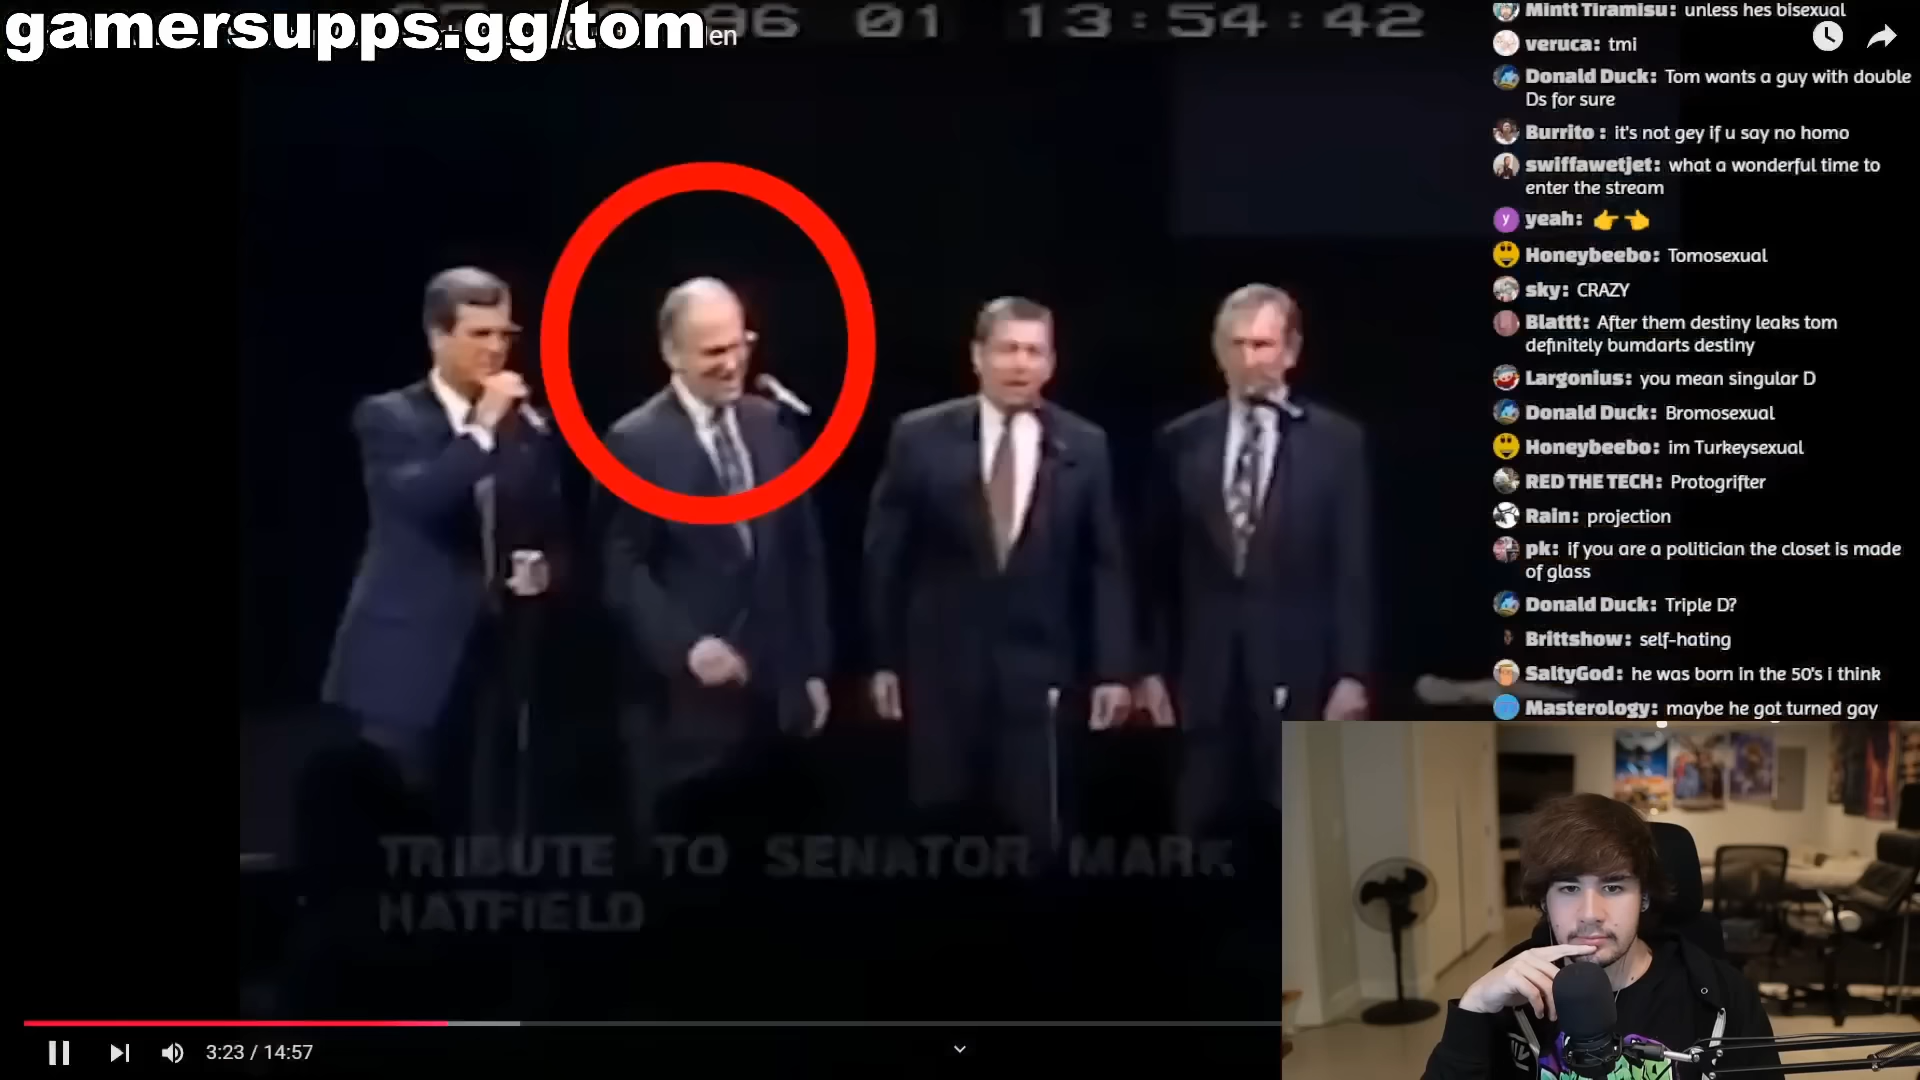 gamersupps.gg/tom
96 01 13:54:42
Mintt Tiramisu: unless hes bisexual
veruca: tmi
Donald Duck: Tom wants a guy with double
Ds for sure
Burrito : it's not gey if u say no homo
swiffawetjet: what a wonderful time to
enter the stream
y yeah: 👉 👈
Honeybeebo: Tomosexual
sky: CRAZY
Blattt: After them destiny leaks tom
definitely bumdarts destiny
Largonius: you mean singular D
Donald Duck: Bromosexual
Honeybeebo: im Turkeysexual
RED THE TECH: Protogrifter
Rain: projection
pk: if you are a politician the closet is made
of glass
Donald Duck: Triple D?
Brittshow: self-hating
SaltyGod: he was born in the 50's i think
Masterology: maybe he got turned gay
TRIBUTE TO SENATOR MARK
HATFIELD
3:23 / 14:57